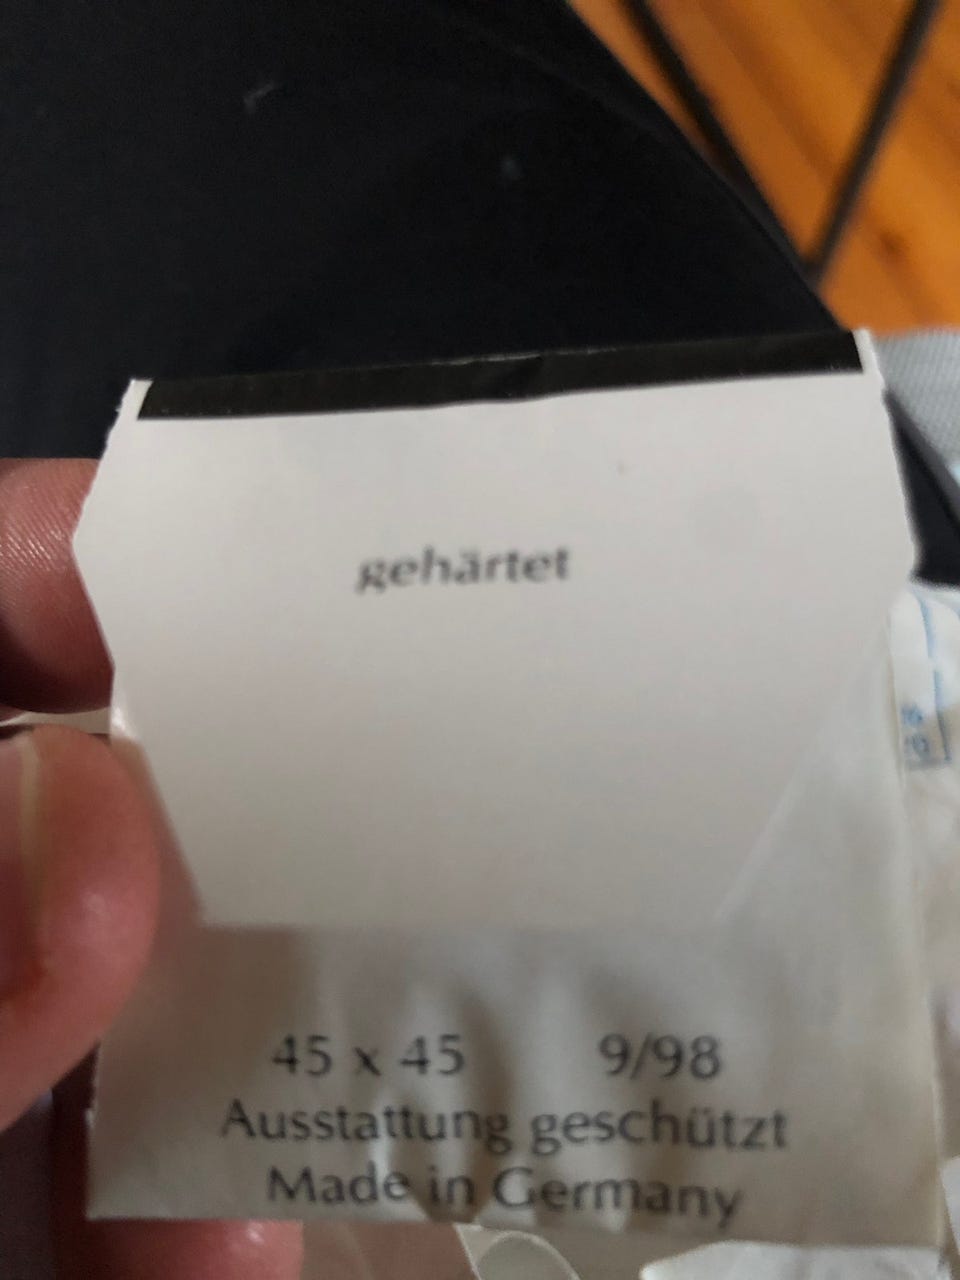 gehärtet
45 x 45 9/98
Ausstattung geschützt
Made in Germany